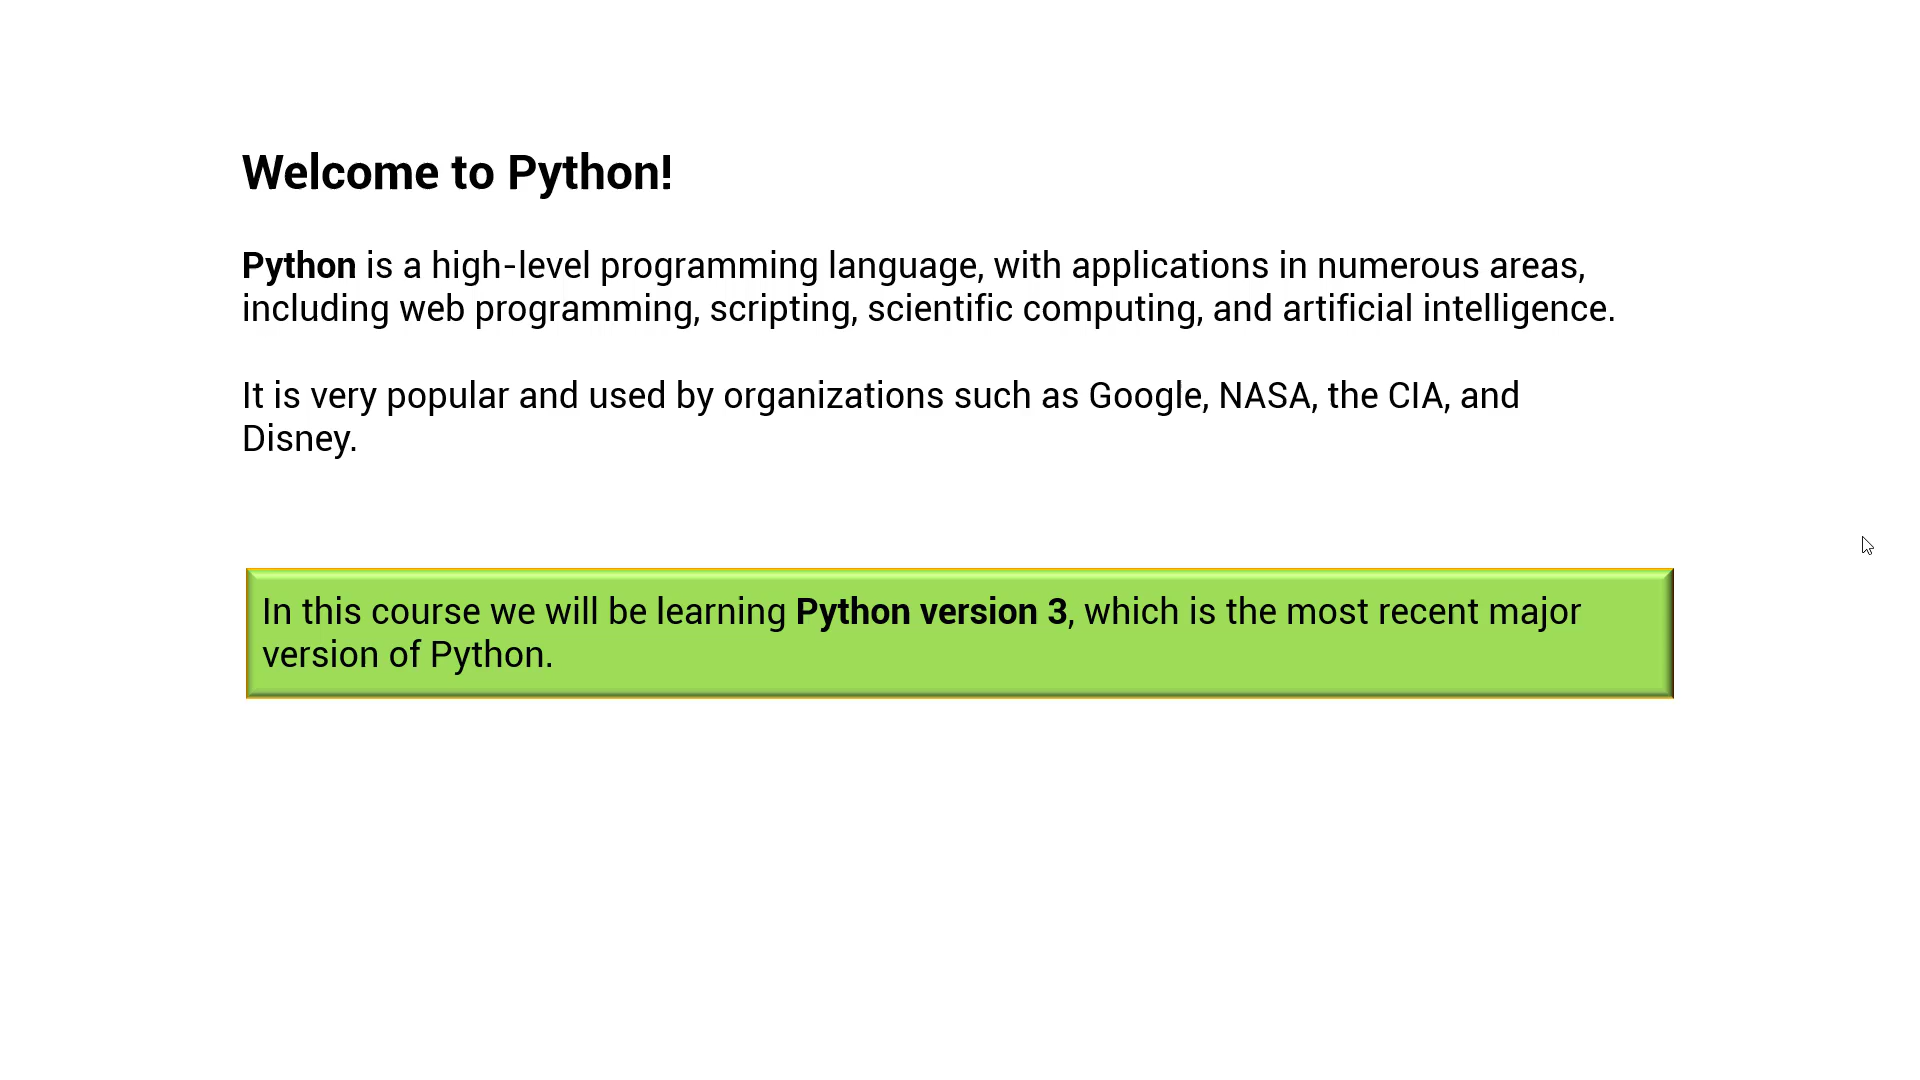 Welcome to Python!
Python is a high-level programming language, with applications in numerous areas,
including web programming, scripting, scientific computing, and artificial intelligence.
It is very popular and used by organizations such as Google, NASA, the CIA, and
Disney.
In this course we will be learning Python version 3, which is the most recent major
version of Python.